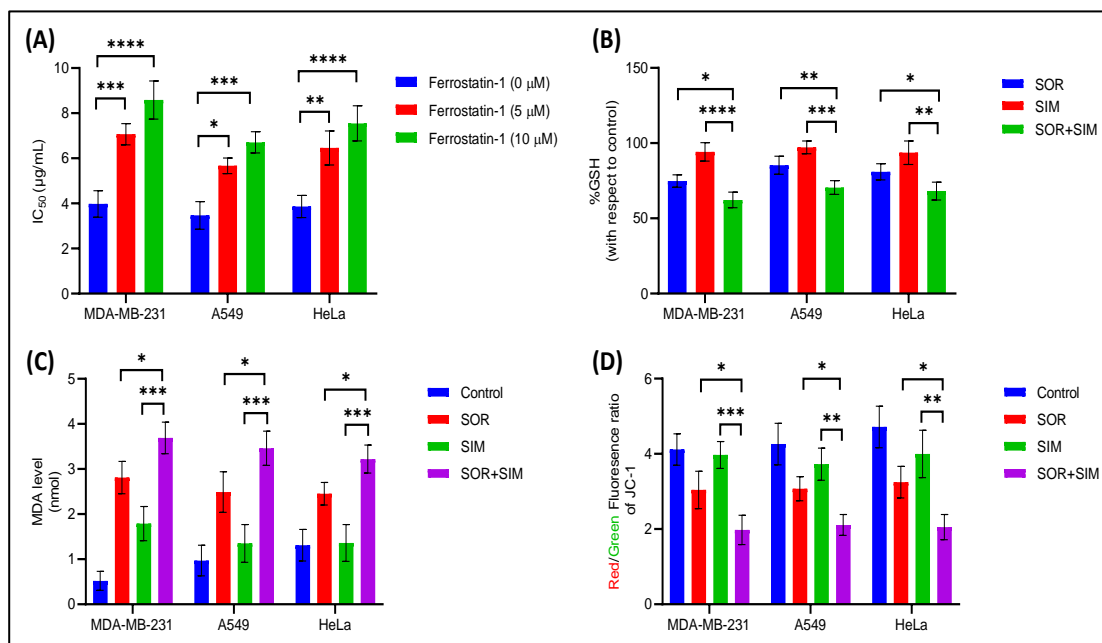 (A)
****
***
***
*
****
**
10
8
6
4
2
0
IC₅₀ (µg/mL)
MDA-MB-231
A549
HeLa
Ferrostatin-1 (0 µM)
Ferrostatin-1 (5 µM)
Ferrostatin-1 (10 µM)
(B)
*
****
**
***
*
**
150
100
50
0
%GSH
(with respect to control)
MDA-MB-231
A549
HeLa
SOR
SIM
SOR+SIM
(C)
*
***
*
***
*
***
5
4
3
2
1
0
MDA level
(nmol)
MDA-MB-231
A549
HeLa
Control
SOR
SIM
SOR+SIM
(D)
*
***
*
**
*
**
6
4
2
0
Red/Green Fluoresence ratio
of JC-1
MDA-MB-231
A549
HeLa
Control
SOR
SIM
SOR+SIM